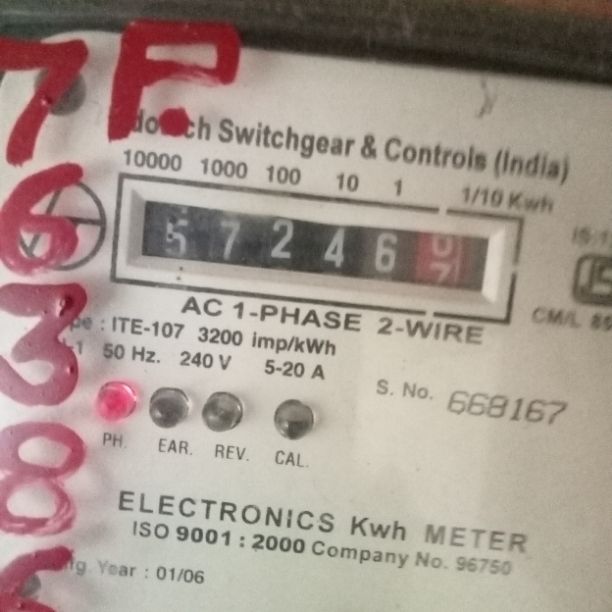 7P.
6
3
8
Switchgear & Controls (India)
10000 1000 100 10 1 1/10 Kwh
5 7 2 4 6
AC 1-PHASE 2-WIRE
: ITE-107 3200 imp/kWh
50 Hz. 240 V 5-20 A
S. No. 668167
CM/L
PH. EAR. REV. CAL.
ELECTRONICS Kwh METER
ISO 9001 : 2000 Company No. 96750
Year : 01/06